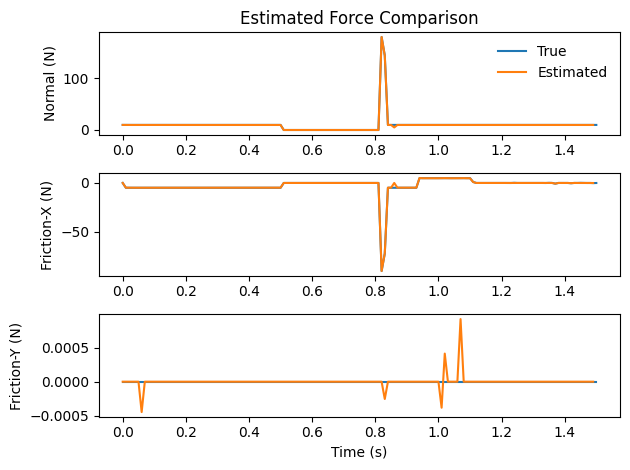 Estimated Force Comparison
Normal (N)
100
0
True
Estimated
0.0 0.2 0.4 0.6 0.8 1.0 1.2 1.4
Friction-X (N)
0
−50
0.0 0.2 0.4 0.6 0.8 1.0 1.2 1.4
Friction-Y (N)
0.0005
0.0000
−0.0005
0.0 0.2 0.4 0.6 0.8 1.0 1.2 1.4
Time (s)